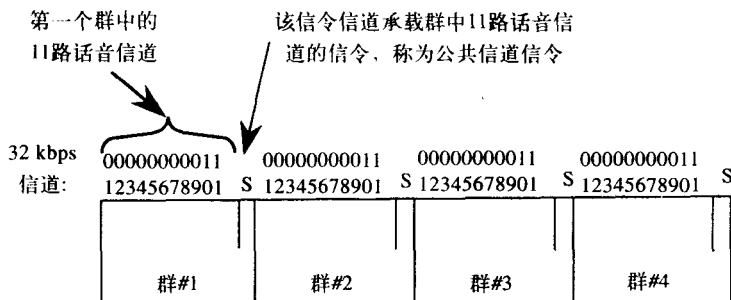 第一个群中的
11路话音信道
该信令信道承载群中11路话音信
道的信令，称为公共信道信令
32 kbps
信道:
00000000011 00000000011 00000000011 00000000011
12345678901 S 12345678901 S 12345678901 S 12345678901 S
群#1 群#2 群#3 群#4